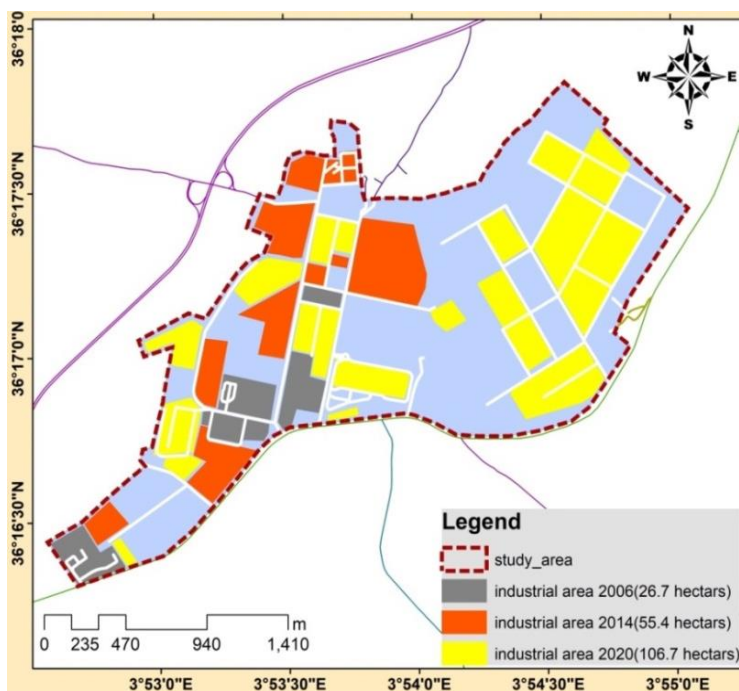 36°18'0
36°17'30"N
36°17'0"N
36°16'30"N
N
W E
S
Legend
study_area
industrial area 2006(26.7 hectars)
industrial area 2014(55.4 hectars)
industrial area 2020(106.7 hectars)
m
0 235 470 940 1,410
3°53'0"E 3°53'30"E 3°54'0"E 3°54'30"E 3°55'0"E